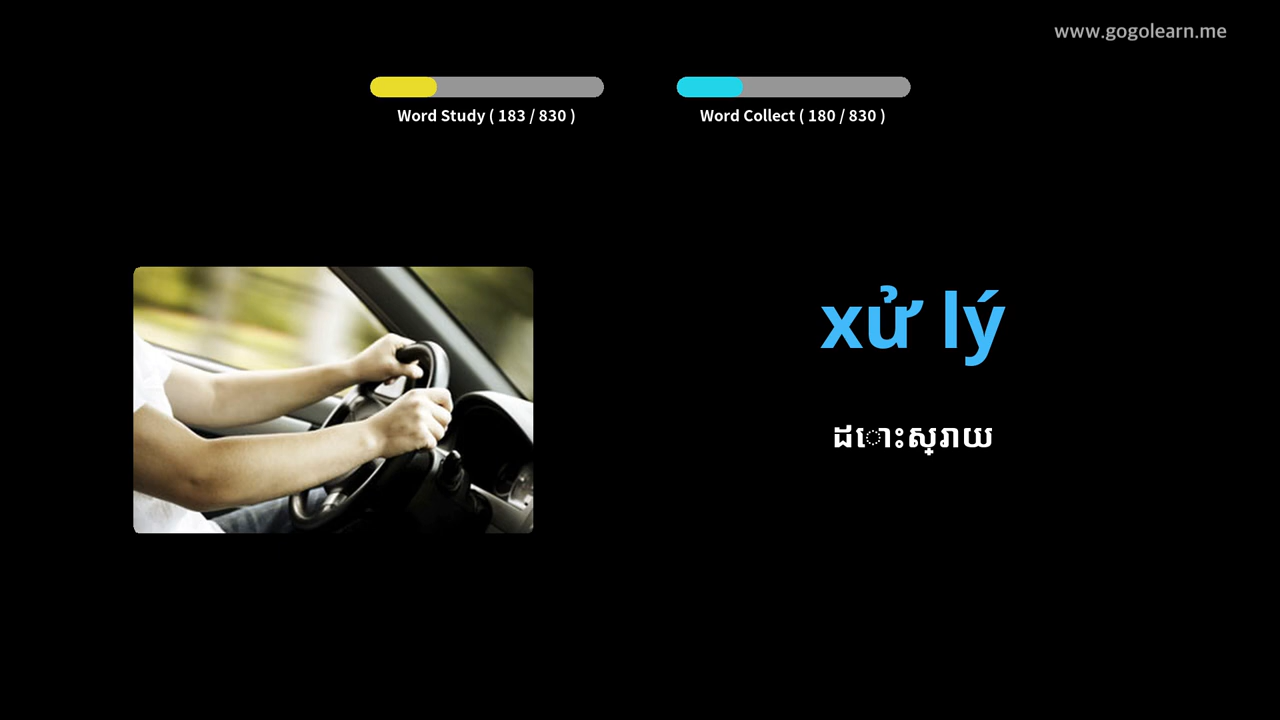 www.gogolearn.me
Word Study ( 183 / 830 )
Word Collect ( 180 / 830 )
xử lý
ដោះស្រាយ